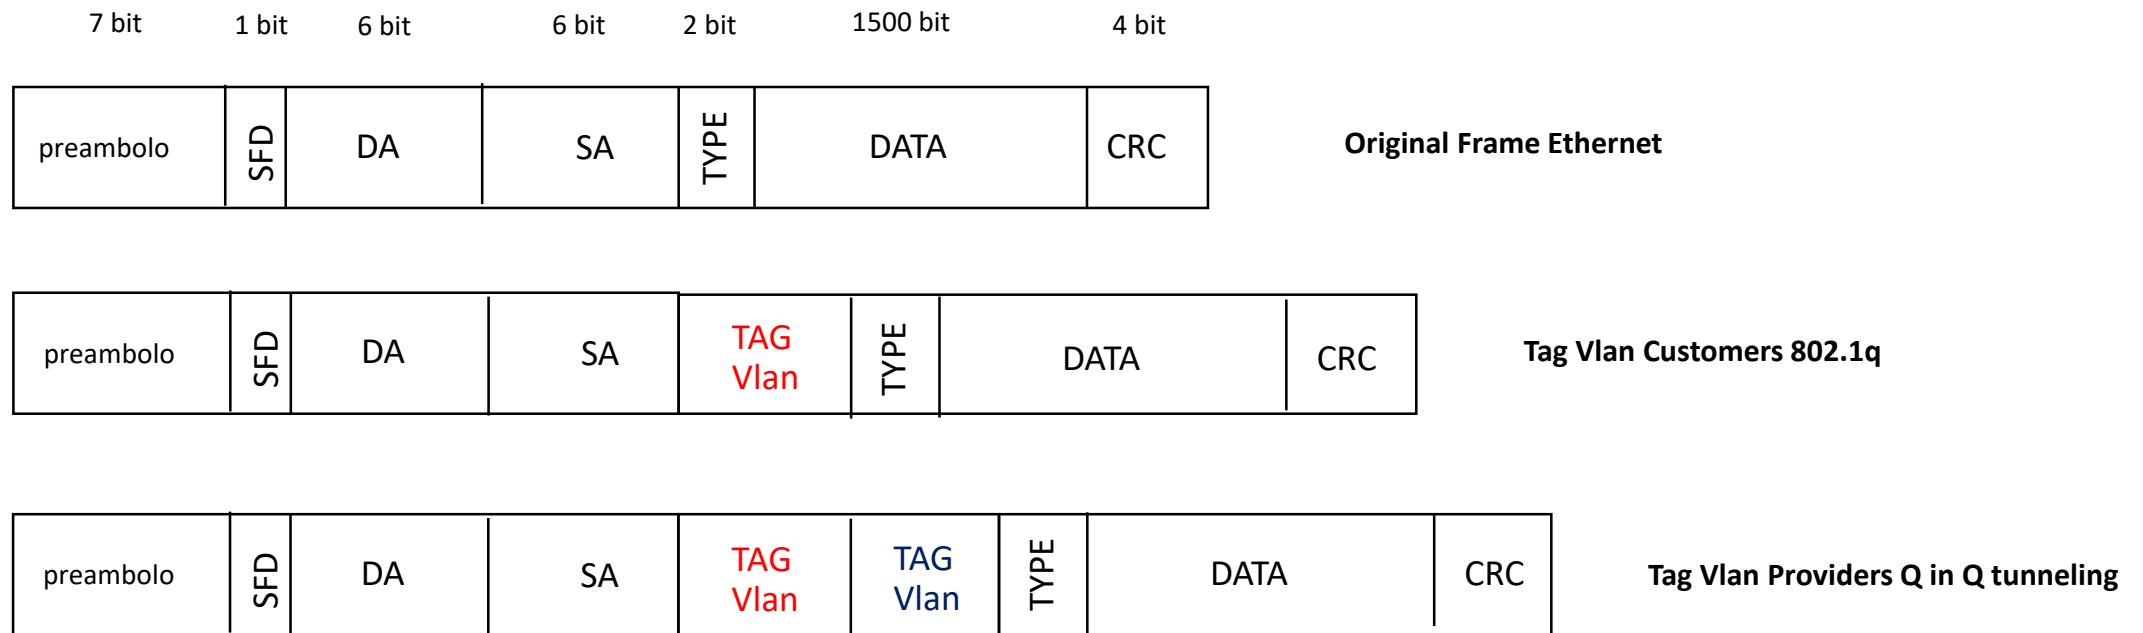 7 bit 1 bit 6 bit 6 bit 2 bit 1500 bit 4 bit
preambolo SFD DA SA TYPE DATA CRC Original Frame Ethernet
preambolo SFD DA SA TAG Vlan TYPE DATA CRC Tag Vlan Customers 802.1q
preambolo SFD DA SA TAG Vlan TAG Vlan TYPE DATA CRC Tag Vlan Providers Q in Q tunneling